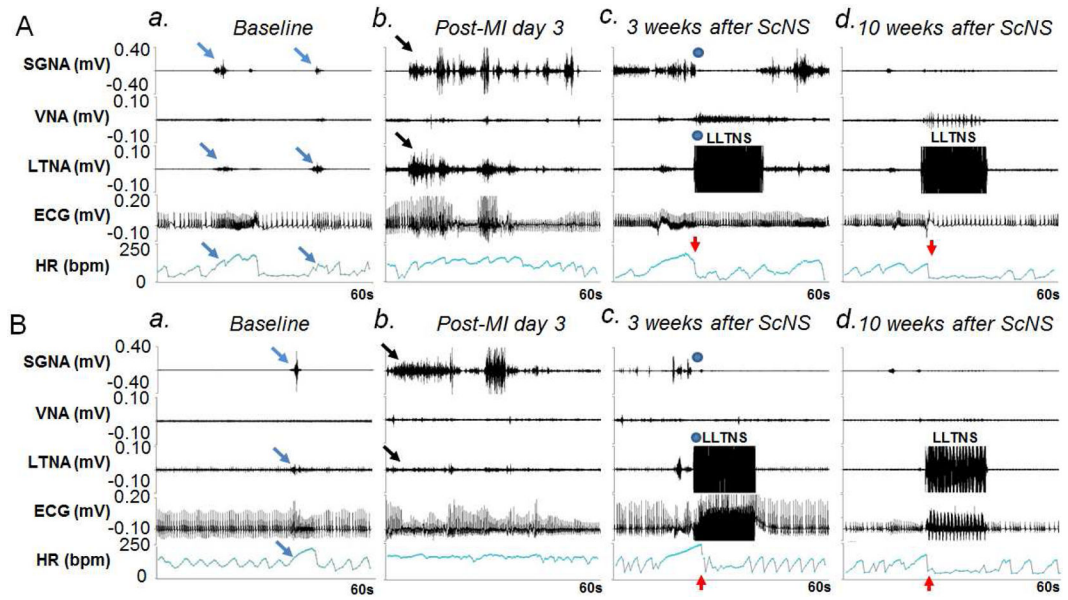 A
a. Baseline
b. Post-MI day 3
c. 3 weeks after ScNS
d. 10 weeks after ScNS
SGNA (mV) 0.40 -0.40
VNA (mV) 0.10 -0.10
LTNA (mV) 0.10 -0.10
LLTNS LLTNS
ECG (mV) 0.20 -0.10
HR (bpm) 250 0
60s 60s 60s 60s
B
a. Baseline
b. Post-MI day 3
c. 3 weeks after ScNS
d. 10 weeks after ScNS
SGNA (mV) 0.40 -0.40
VNA (mV) 0.10 -0.10
LTNA (mV) 0.10 -0.10
LLTNS LLTNS
ECG (mV) 0.20 -0.10
HR (bpm) 250 0
60s 60s 60s 60s